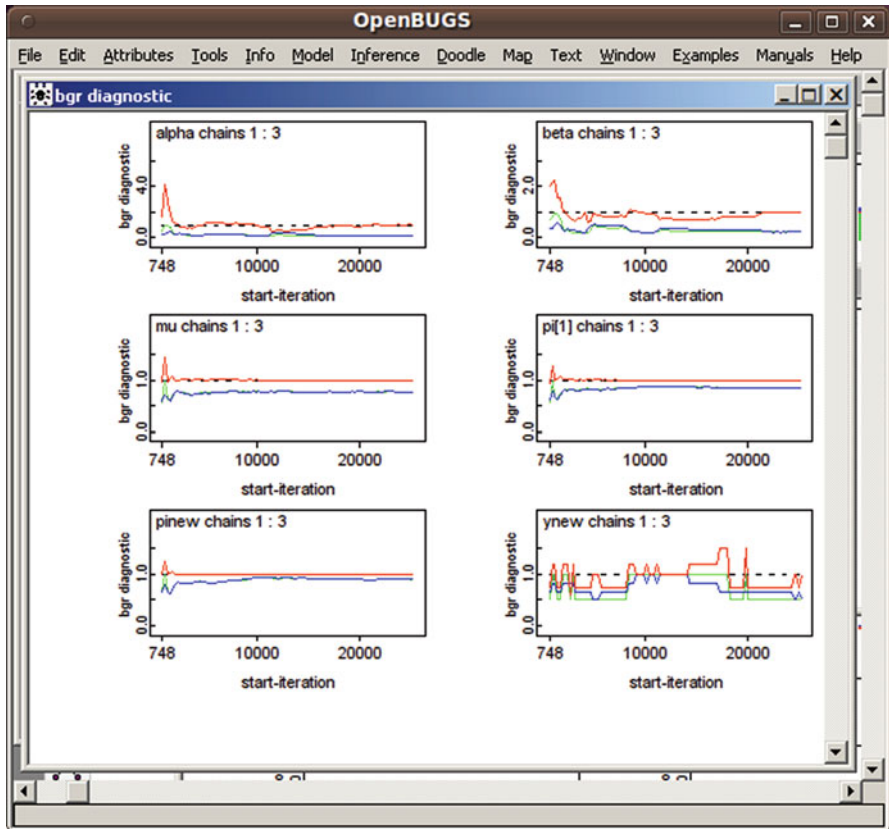 OpenBUGS
File Edit Attributes Tools Info Model Inference Doodle Map Text Window Examples Manuals Help
bgr diagnostic
alpha chains 1 : 3
bgr diagnostic
0.0 4.0
748 10000 20000
start-iteration
beta chains 1 : 3
bgr diagnostic
0.0 2.0
748 10000 20000
start-iteration
mu chains 1 : 3
bgr diagnostic
0.0 1.0
748 10000 20000
start-iteration
pi[1] chains 1 : 3
bgr diagnostic
0.0 1.0
748 10000 20000
start-iteration
pinew chains 1 : 3
bgr diagnostic
0.0 1.0
748 10000 20000
start-iteration
ynew chains 1 : 3
bgr diagnostic
0.0 1.0
748 10000 20000
start-iteration